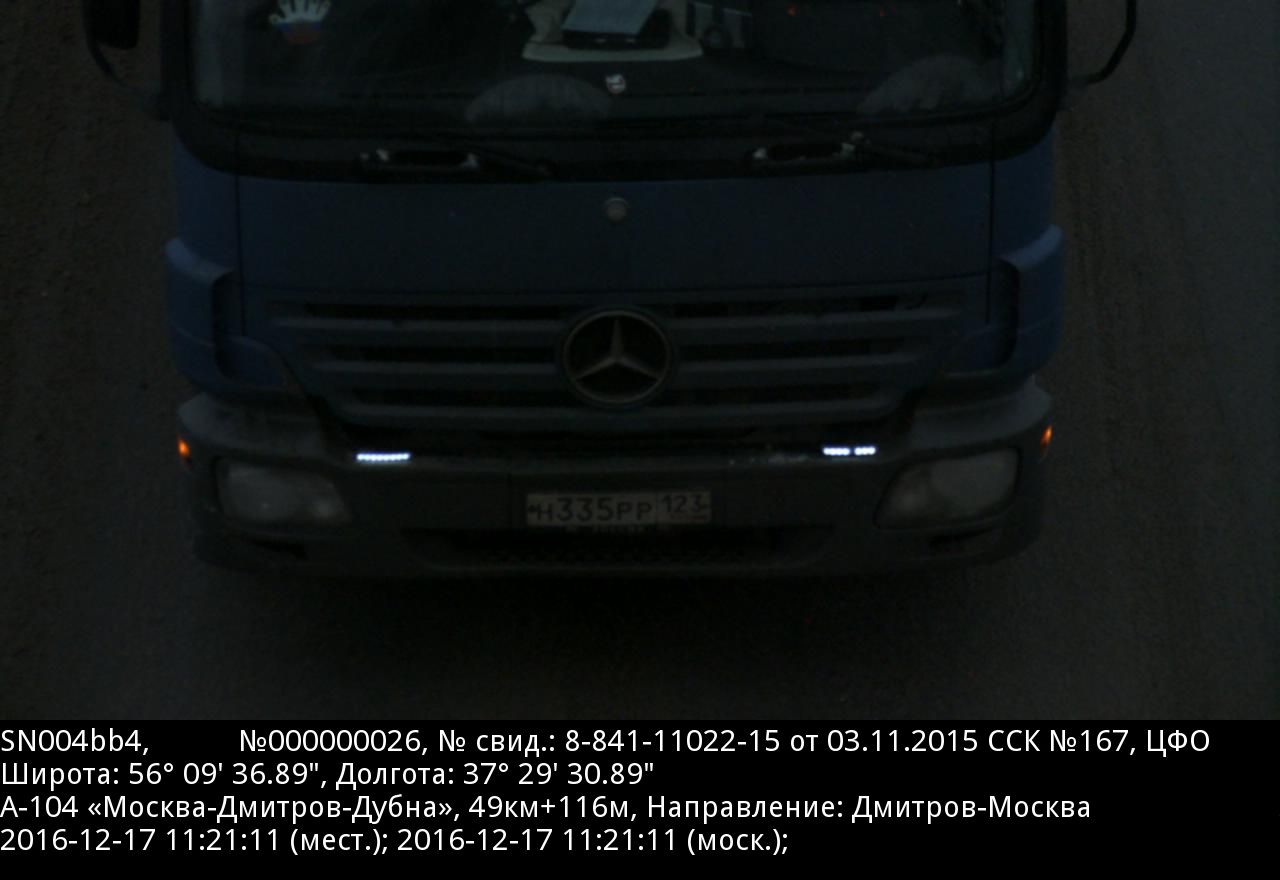 Н335РР 123
SN004bb4, №000000026, № свид.: 8-841-11022-15 от 03.11.2015 ССК №167, ЦФО
Широта: 56° 09' 36.89", Долгота: 37° 29' 30.89"
А-104 «Москва-Дмитров-Дубна», 49км+116м, Направление: Дмитров-Москва
2016-12-17 11:21:11 (мест.); 2016-12-17 11:21:11 (моск.);